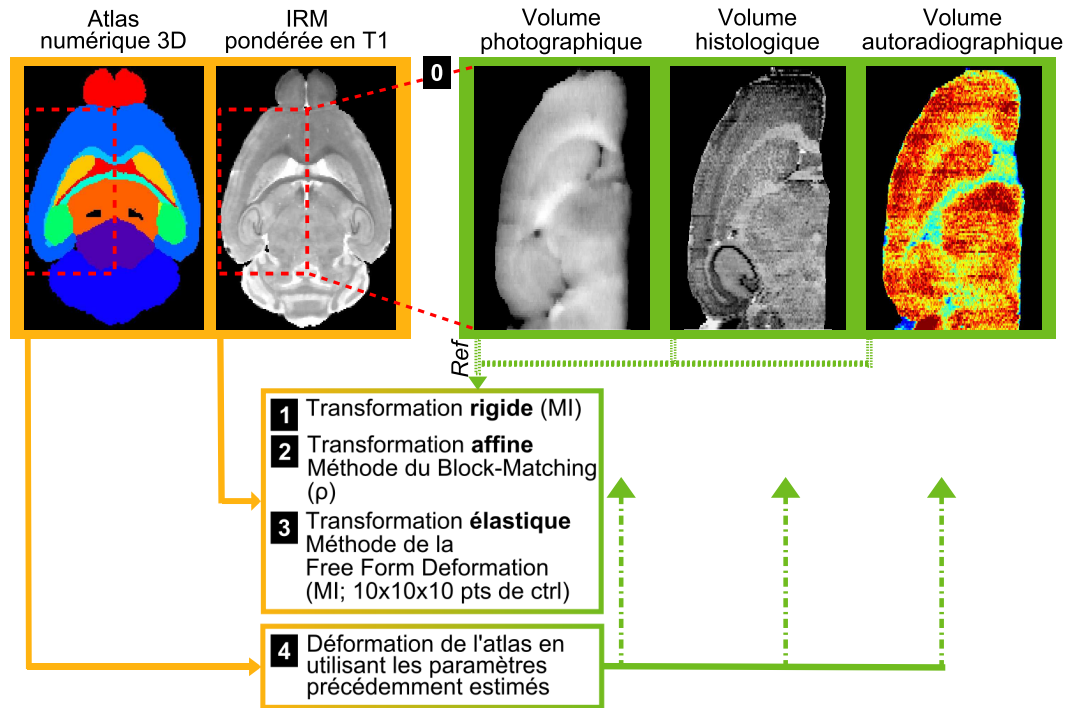 Atlas
numérique 3D
IRM
pondérée en T1
Volume
photographique
Volume
histologique
Volume
autoradiographique
0
Ref
1 Transformation rigide (MI)
2 Transformation affine
Méthode du Block-Matching
(ρ)
3 Transformation élastique
Méthode de la
Free Form Deformation
(MI; 10x10x10 pts de ctrl)
4 Déformation de l'atlas en
utilisant les paramètres
précédemment estimés